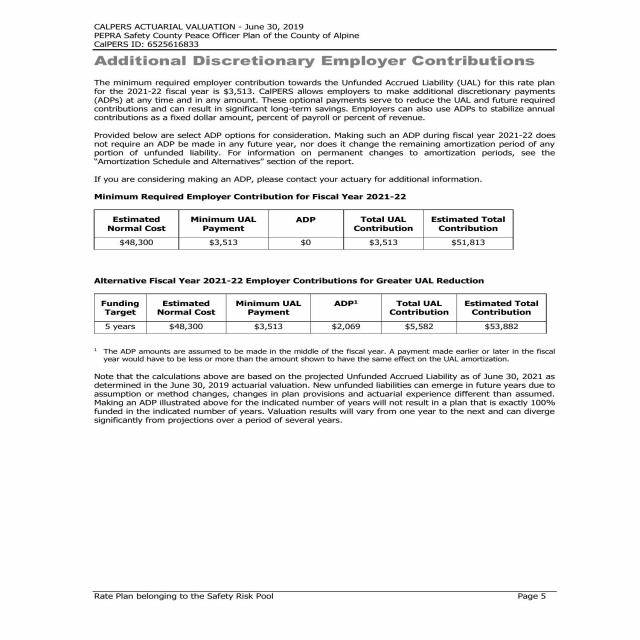 CALPERS ACTUARIAL VALUATION - June 30, 2019
PEPRA Safety County Peace Officer Plan of the County of Alpine
CalPERS ID: 6525616833
Additional Discretionary Employer Contributions
The minimum required employer contribution towards the Unfunded Accrued Liability (UAL) for this rate plan
for the 2021-22 fiscal year is $3,513. CalPERS allows employers to make additional discretionary payments
(ADPs) at any time and in any amount. These optional payments serve to reduce the UAL and future required
contributions and can result in significant long-term savings. Employers can also use ADPs to stabilize annual
contributions as a fixed dollar amount, percent of payroll or percent of revenue.
Provided below are select ADP options for consideration. Making such an ADP during fiscal year 2021-22 does
not require an ADP be made in any future year, nor does it change the remaining amortization period of any
portion of unfunded liability. For information on permanent changes to amortization periods, see the
“Amortization Schedule and Alternatives” section of the report.
If you are considering making an ADP, please contact your actuary for additional information.
Minimum Required Employer Contribution for Fiscal Year 2021-22
Estimated Minimum UAL ADP Total UAL Estimated Total
Normal Cost Payment Contribution Contribution
$48,300 $3,513 $0 $3,513 $51,813
Alternative Fiscal Year 2021-22 Employer Contributions for Greater UAL Reduction
Funding Estimated Minimum UAL ADP¹ Total UAL Estimated Total
Target Normal Cost Payment Contribution Contribution
5 years $48,300 $3,513 $2,069 $5,582 $53,882
¹ The ADP amounts are assumed to be made in the middle of the fiscal year. A payment made earlier or later in the fiscal
year would have to be less or more than the amount shown to have the same effect on the UAL amortization.
Note that the calculations above are based on the projected Unfunded Accrued Liability as of June 30, 2021 as
determined in the June 30, 2019 actuarial valuation. New unfunded liabilities can emerge in future years due to
assumption or method changes, changes in plan provisions and actuarial experience different than assumed.
Making an ADP illustrated above for the indicated number of years will not result in a plan that is exactly 100%
funded in the indicated number of years. Valuation results will vary from one year to the next and can diverge
significantly from projections over a period of several years.
Rate Plan belonging to the Safety Risk Pool Page 5